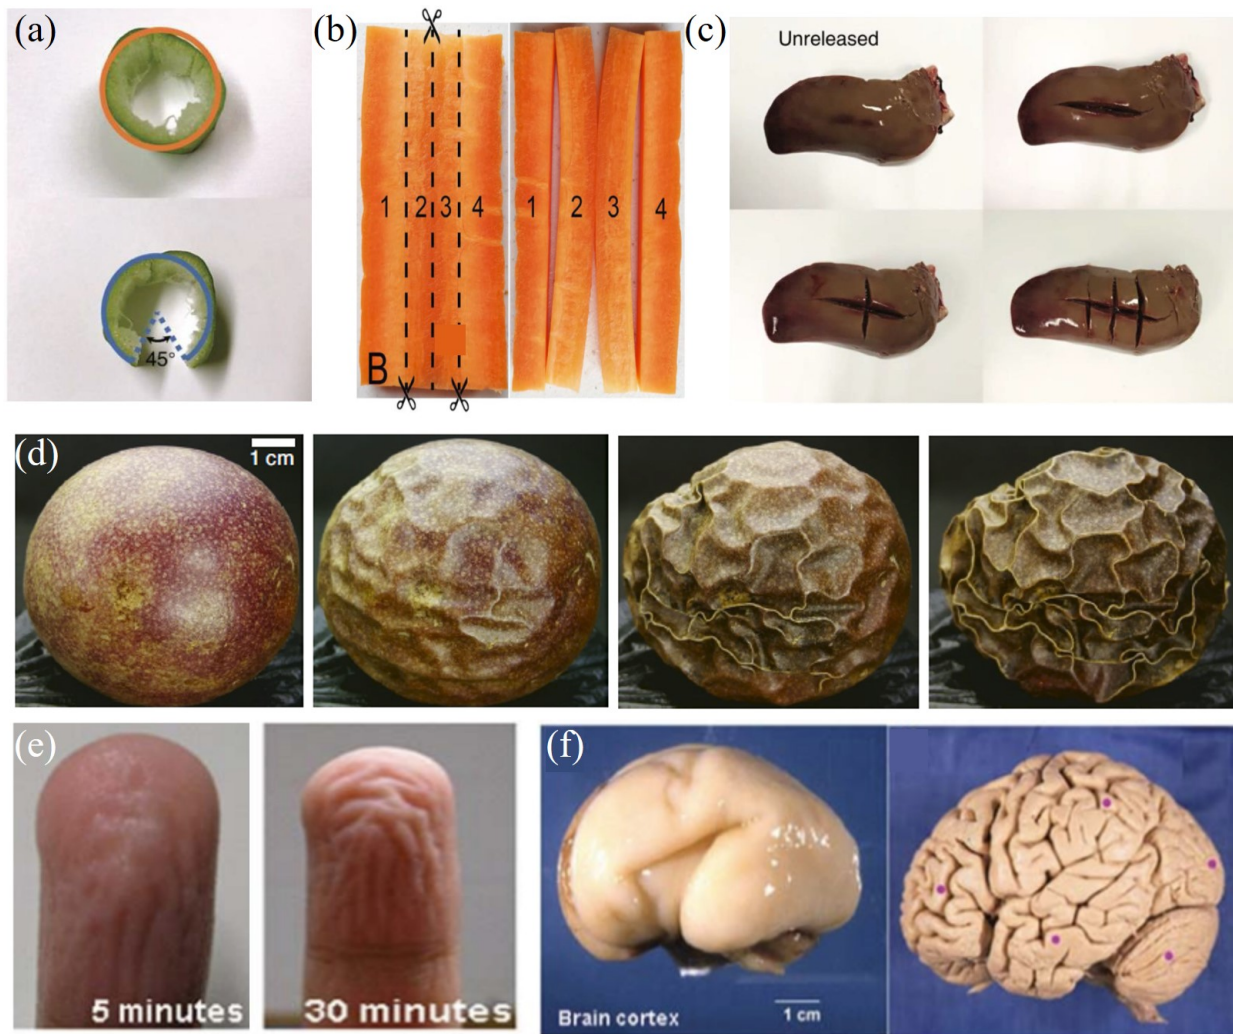 (a)
45°
(b)
1 2 3 4
1 2 3 4
B
(c)
Unreleased
(d)
1 cm
(e)
5 minutes
30 minutes
(f)
Brain cortex
1 cm